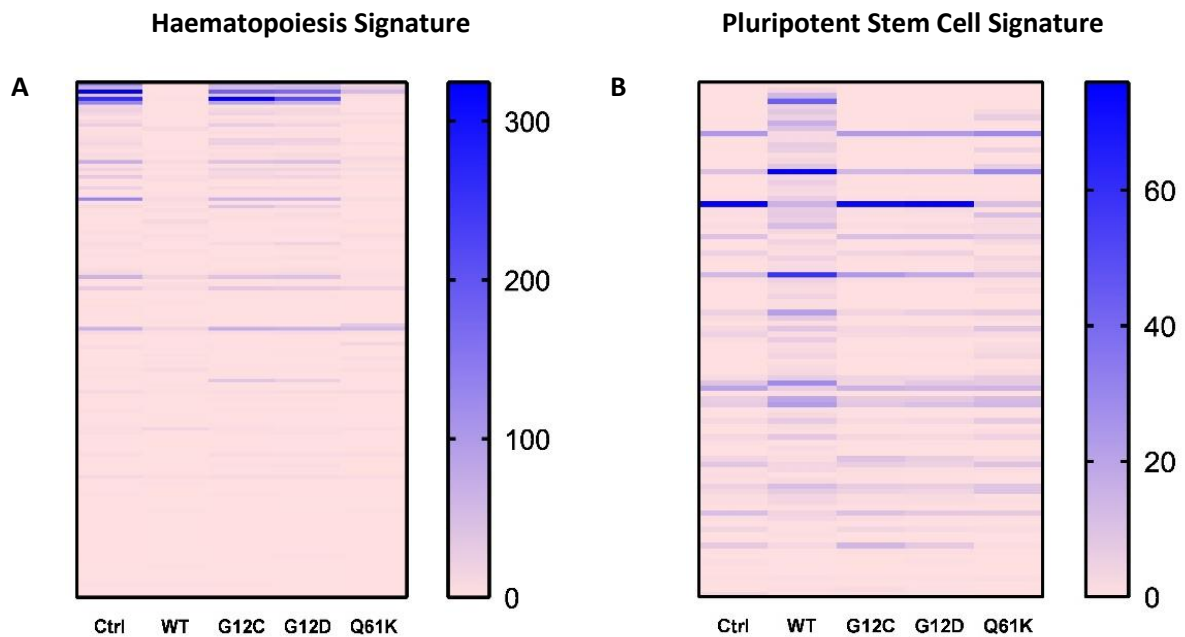 Haematopoiesis Signature
Pluripotent Stem Cell Signature
A
B
300
200
100
0
60
40
20
0
Ctrl WT G12C G12D Q61K
Ctrl WT G12C G12D Q61K